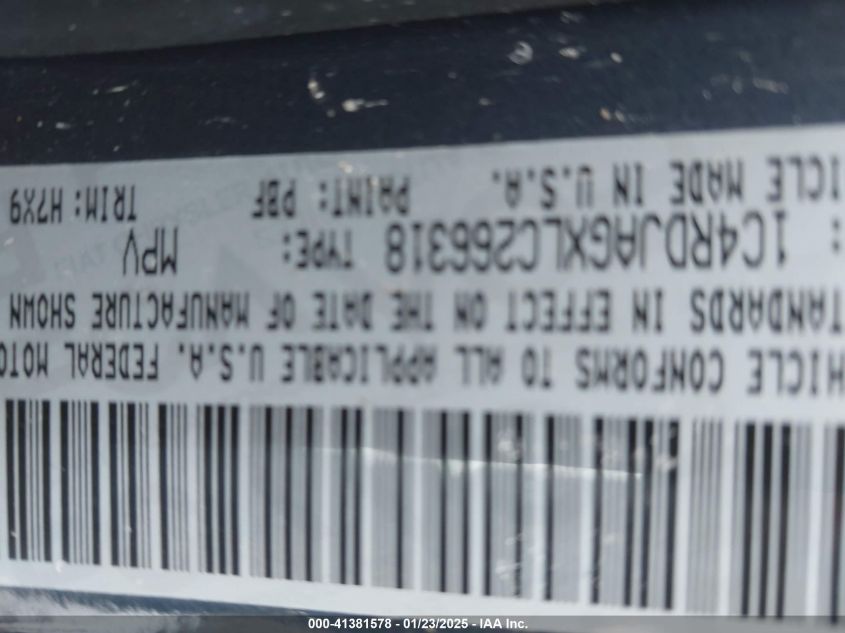 HICLE CONFORMS TO ALL APPLICABLE U.S.A. FEDERAL MOTO
TANDARDS IN EFFECT ON THE DATE OF MANUFACTURE SHOWN
: 1C4RDJAGXLC266318 TYPE: MPV
ICLE MADE IN U.S.A. PAINT: PBF TRIM: H7X9
000-41381578 - 01/23/2025 - IAA Inc.